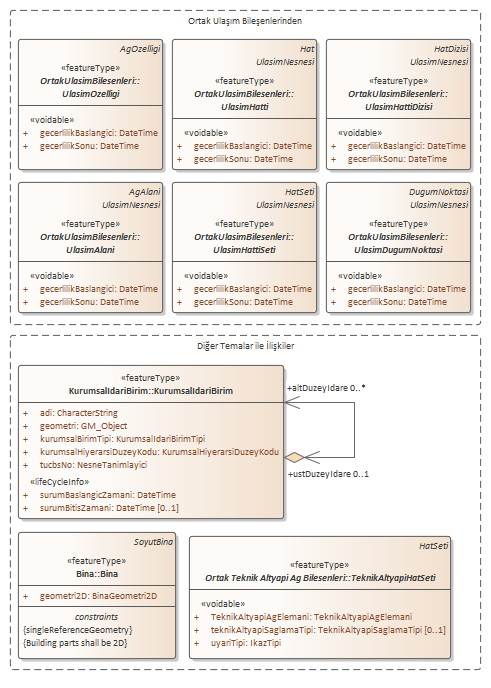 Ortak Ulaşım Bileşenlerinden
AgOzelligi
«featureType»
OrtakUlasimBilesenleri::
UlasimOzelligi
«voidable»
+ gecerlilikBaslangici: DateTime
+ gecerlilikSonu: DateTime
Hat
UlasimNesnesi
«featureType»
OrtakUlasimBilesenleri::
UlasimHatti
«voidable»
+ gecerlilikBaslangici: DateTime
+ gecerlilikSonu: DateTime
HatDizisi
UlasimNesnesi
«featureType»
OrtakUlasimBilesenleri::
UlasimHattiDizisi
«voidable»
+ gecerlilikBaslangici: DateTime
+ gecerlilikSonu: DateTime
AgAlani
UlasimNesnesi
«featureType»
OrtakUlasimBilesenleri::
UlasimAlani
«voidable»
+ gecerlilikBaslangici: DateTime
+ gecerlilikSonu: DateTime
HatSeti
UlasimNesnesi
«featureType»
OrtakUlasimBilesenleri::
UlasimHattiSeti
«voidable»
+ gecerlilikBaslangici: DateTime
+ gecerlilikSonu: DateTime
DugumNoktasi
UlasimNesnesi
«featureType»
OrtakUlasimBilesenleri::
UlasimDugumNoktasi
«voidable»
+ gecerlilikBaslangici: DateTime
+ gecerlilikSonu: DateTime
Diğer Temalar ile İlişkiler
«featureType»
KurumsalIdariBirim::KurumsalIdariBirim
+ adi: CharacterString
+ geometri: GM_Object
+ kurumsalBirimTipi: KurumsalIdariBirimTipi
+ kurumsalHiyerarsiDuzeyKodu: KurumsalHiyerarsiDuzeyKodu
+ tucbsNo: NesneTanimlayici
«lifeCycleInfo»
+ surumBaslangicZamani: DateTime
+ surumBitisZamani: DateTime [0..1]
+altDuzeyIdare 0..*
+ustDuzeyIdare 0..1
SoyutBina
«featureType»
Bina::Bina
+ geometri2D: BinaGeometri2D
constraints
{singleReferenceGeometry}
{Building parts shall be 2D}
HatSeti
«featureType»
Ortak Teknik Altyapi Ag Bilesenleri::TeknikAltyapiHatSeti
«voidable»
+ TeknikAltyapiAgElemani: TeknikAltyapiAgElemani
+ teknikAltyapiSaglamaTipi: TeknikAltyapiSaglamaTipi [0..1]
+ uyariTipi: IkazTipi